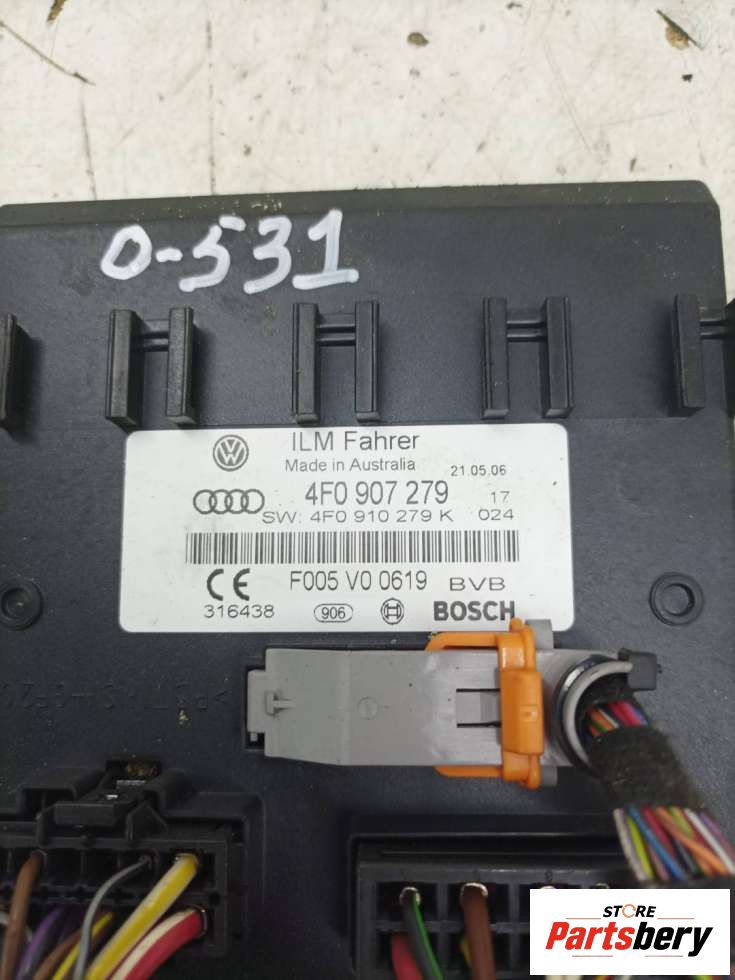 0-531
ILM Fahrer
Made in Australia 21.05.06
4F0 907 279 17
SW: 4F0 910 279 K 024
CE F005 V0 0619 BVB
316438 906 BOSCH
STORE
Partsbery